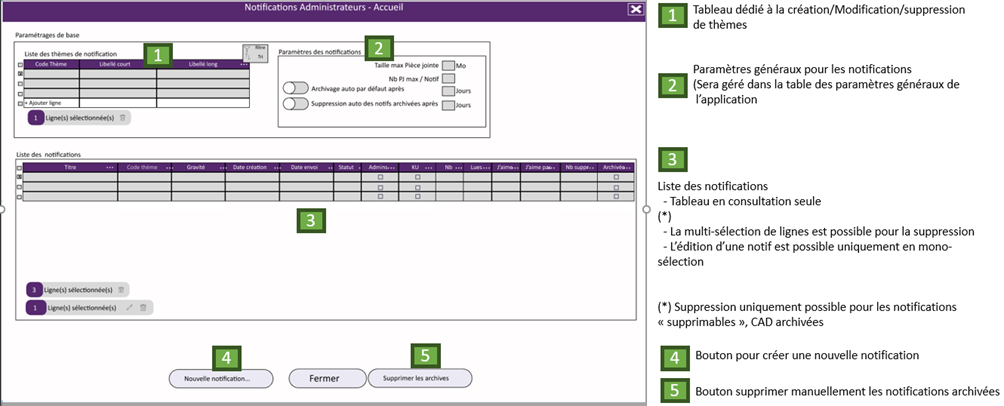 Notifications Administrateurs - Accueil
Paramétrages de base
Liste des thèmes de notification
1
Filtre
Tri
Code Thème Libellé court Libellé long ...
+ Ajouter ligne
1 Ligne(s) sélectionnée(s)
Paramètres des notifications
2
Taille max Pièce jointe Mo
Nb PJ max / Notif
Archivage auto par défaut après Jours
Suppression auto des notifs archivées après Jours
Liste des notifications
Titre ... Code thème ... Gravité ... Date création ... Date envoi ... Statut ... Admins... KU ... Nb ... Lues... J'aime... J'aime pa... Nb supp... Archivée...
3
3 Ligne(s) sélectionnée(s)
1 Ligne(s) sélectionnée(s)
4
5
Nouvelle notification...
Fermer
Supprimer les archives
1
Tableau dédié à la création/Modification/suppression
de thèmes
2
Paramètres généraux pour les notifications
(Sera géré dans la table des paramètres généraux de
l'application
3
Liste des notifications
- Tableau en consultation seule
(*)
- La multi-sélection de lignes est possible pour la suppression
- L'édition d'une notif est possible uniquement en mono-
sélection
(*) Suppression uniquement possible pour les notifications
« supprimables », CAD archivées
4
Bouton pour créer une nouvelle notification
5
Bouton supprimer manuellement les notifications archivées